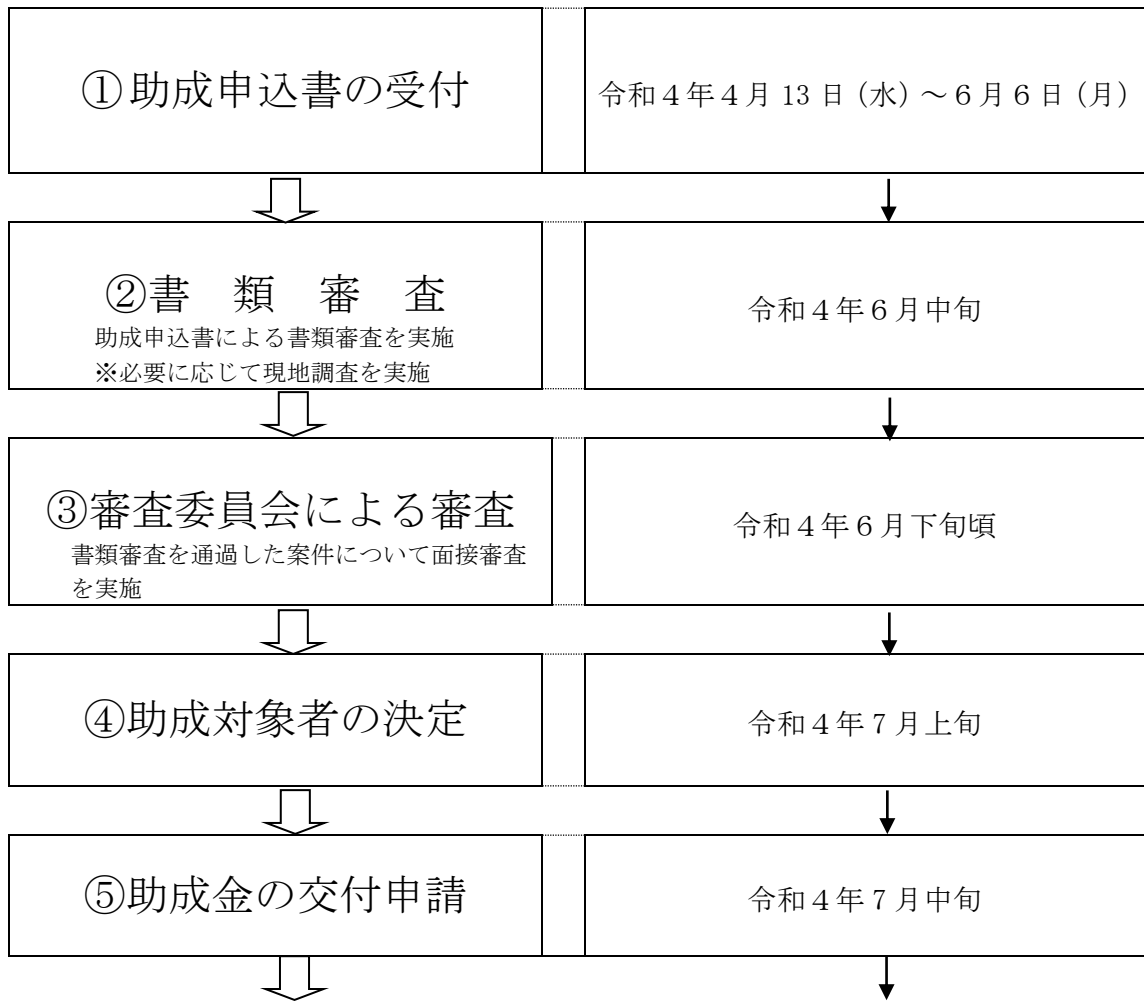 ①助成申込書の受付
令和４年４月 13 日（水）～６月６日（月）
②書　類　審　査
助成申込書による書類審査を実施
※必要に応じて現地調査を実施
令和４年６月中旬
③審査委員会による審査
書類審査を通過した案件について面接審査
を実施
令和４年６月下旬頃
④助成対象者の決定
令和４年７月上旬
⑤助成金の交付申請
令和４年７月中旬